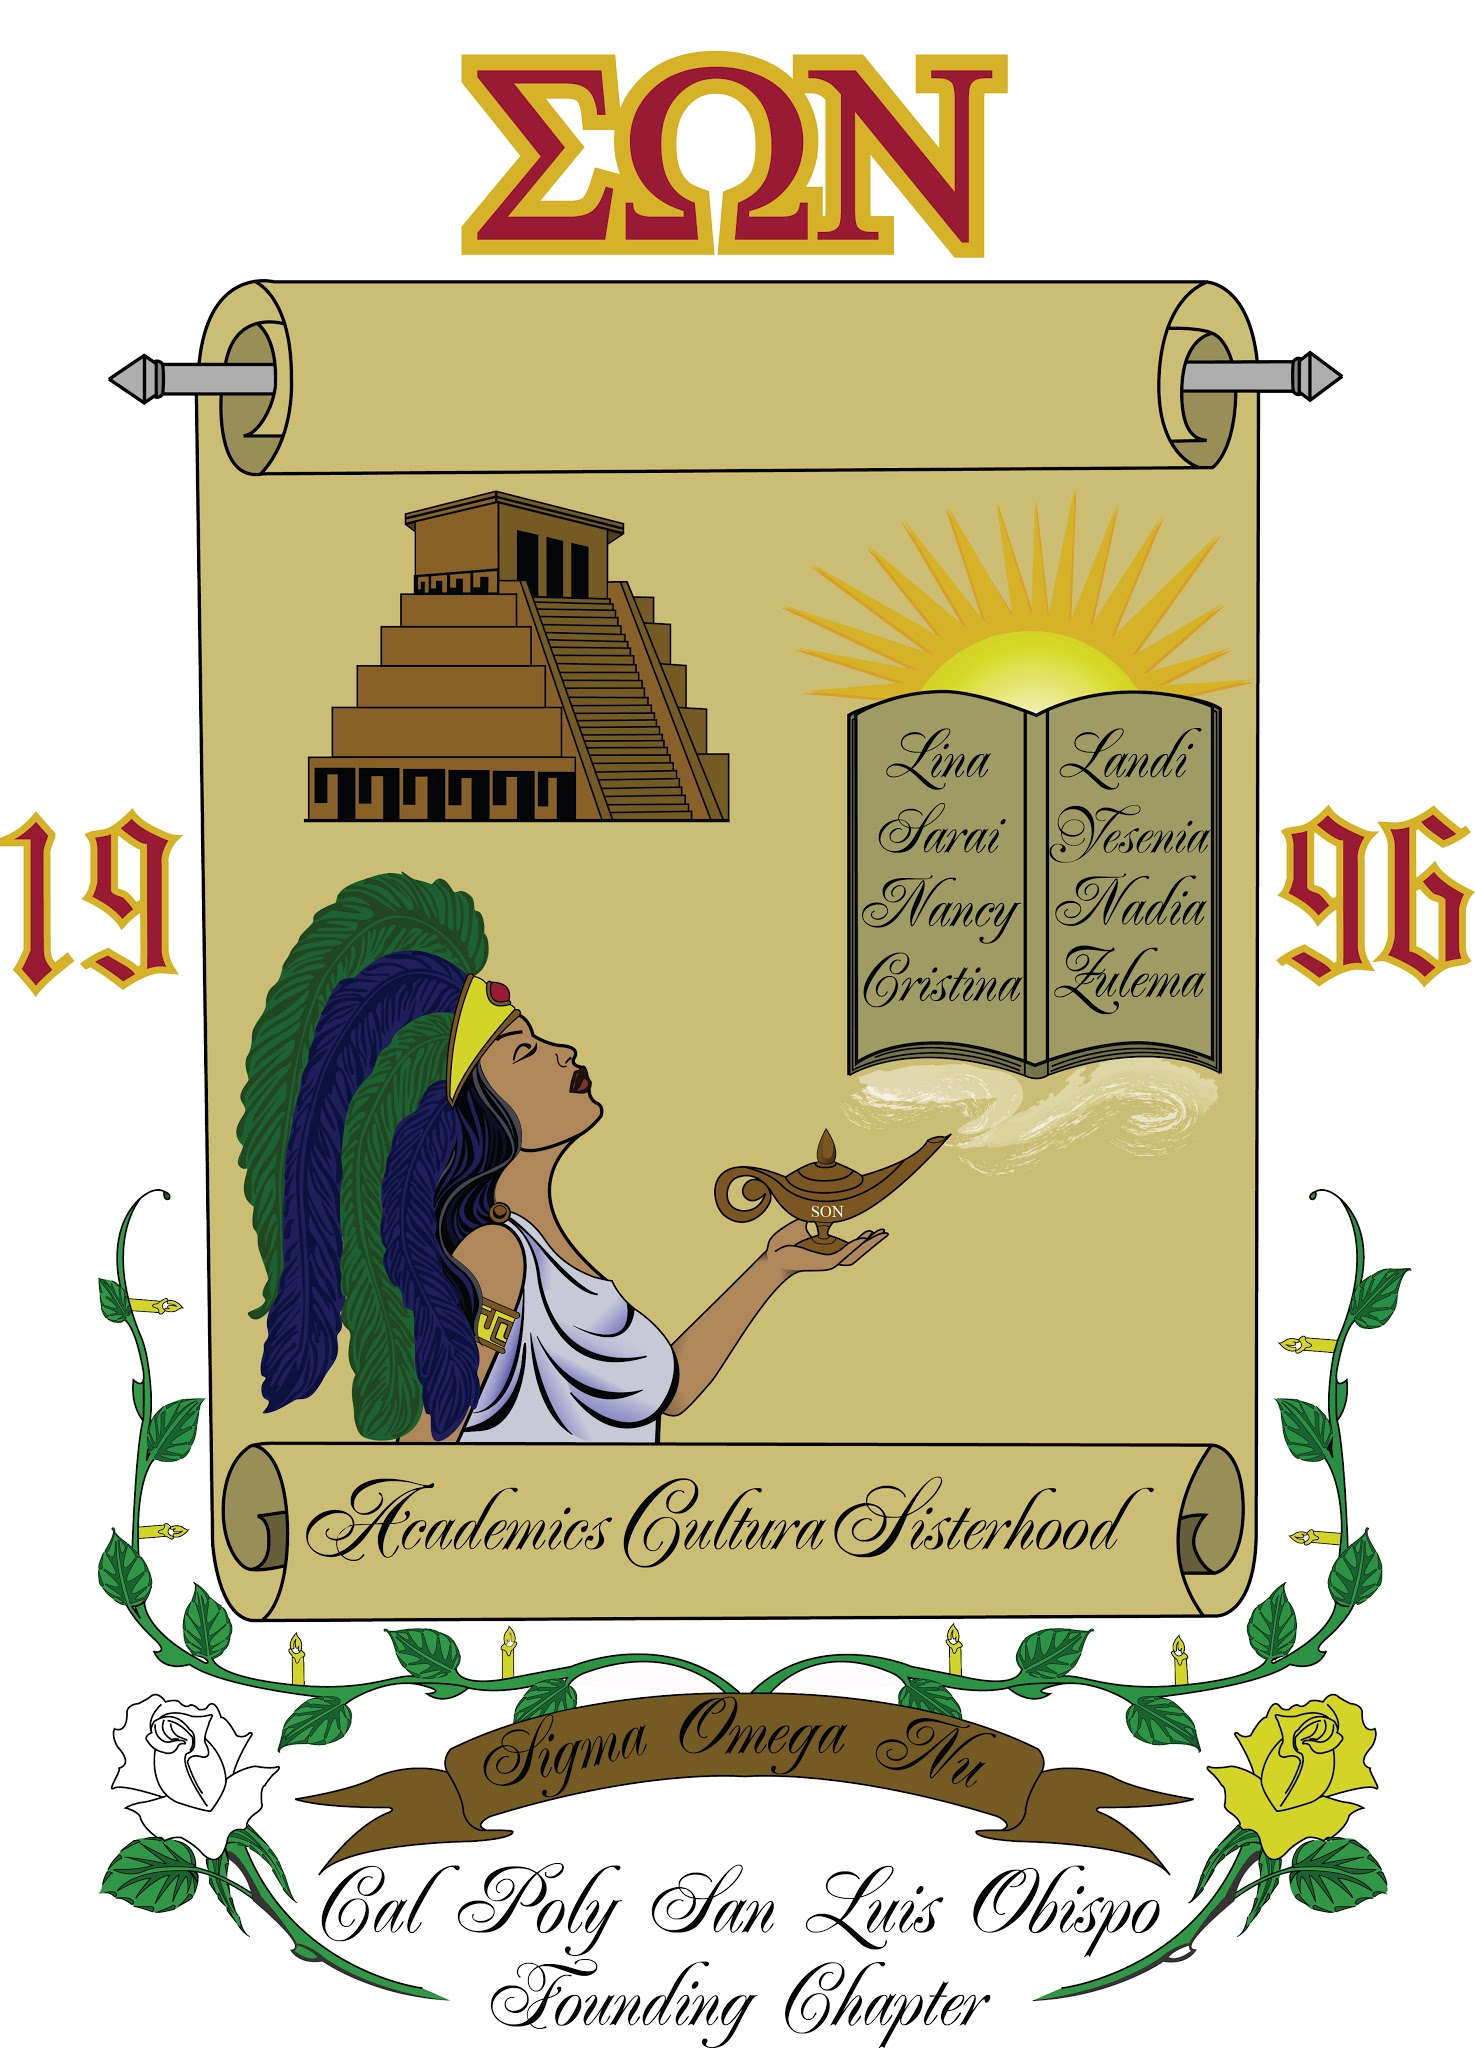 ΣΩΝ
19 96
Lina
Sarai
Nancy
Cristina
Landi
Yesenia
Nadia
Zulema
SON
Academics Cultura Sisterhood
Sigma Omega Nu
Cal Poly San Luis Obispo
Founding Chapter